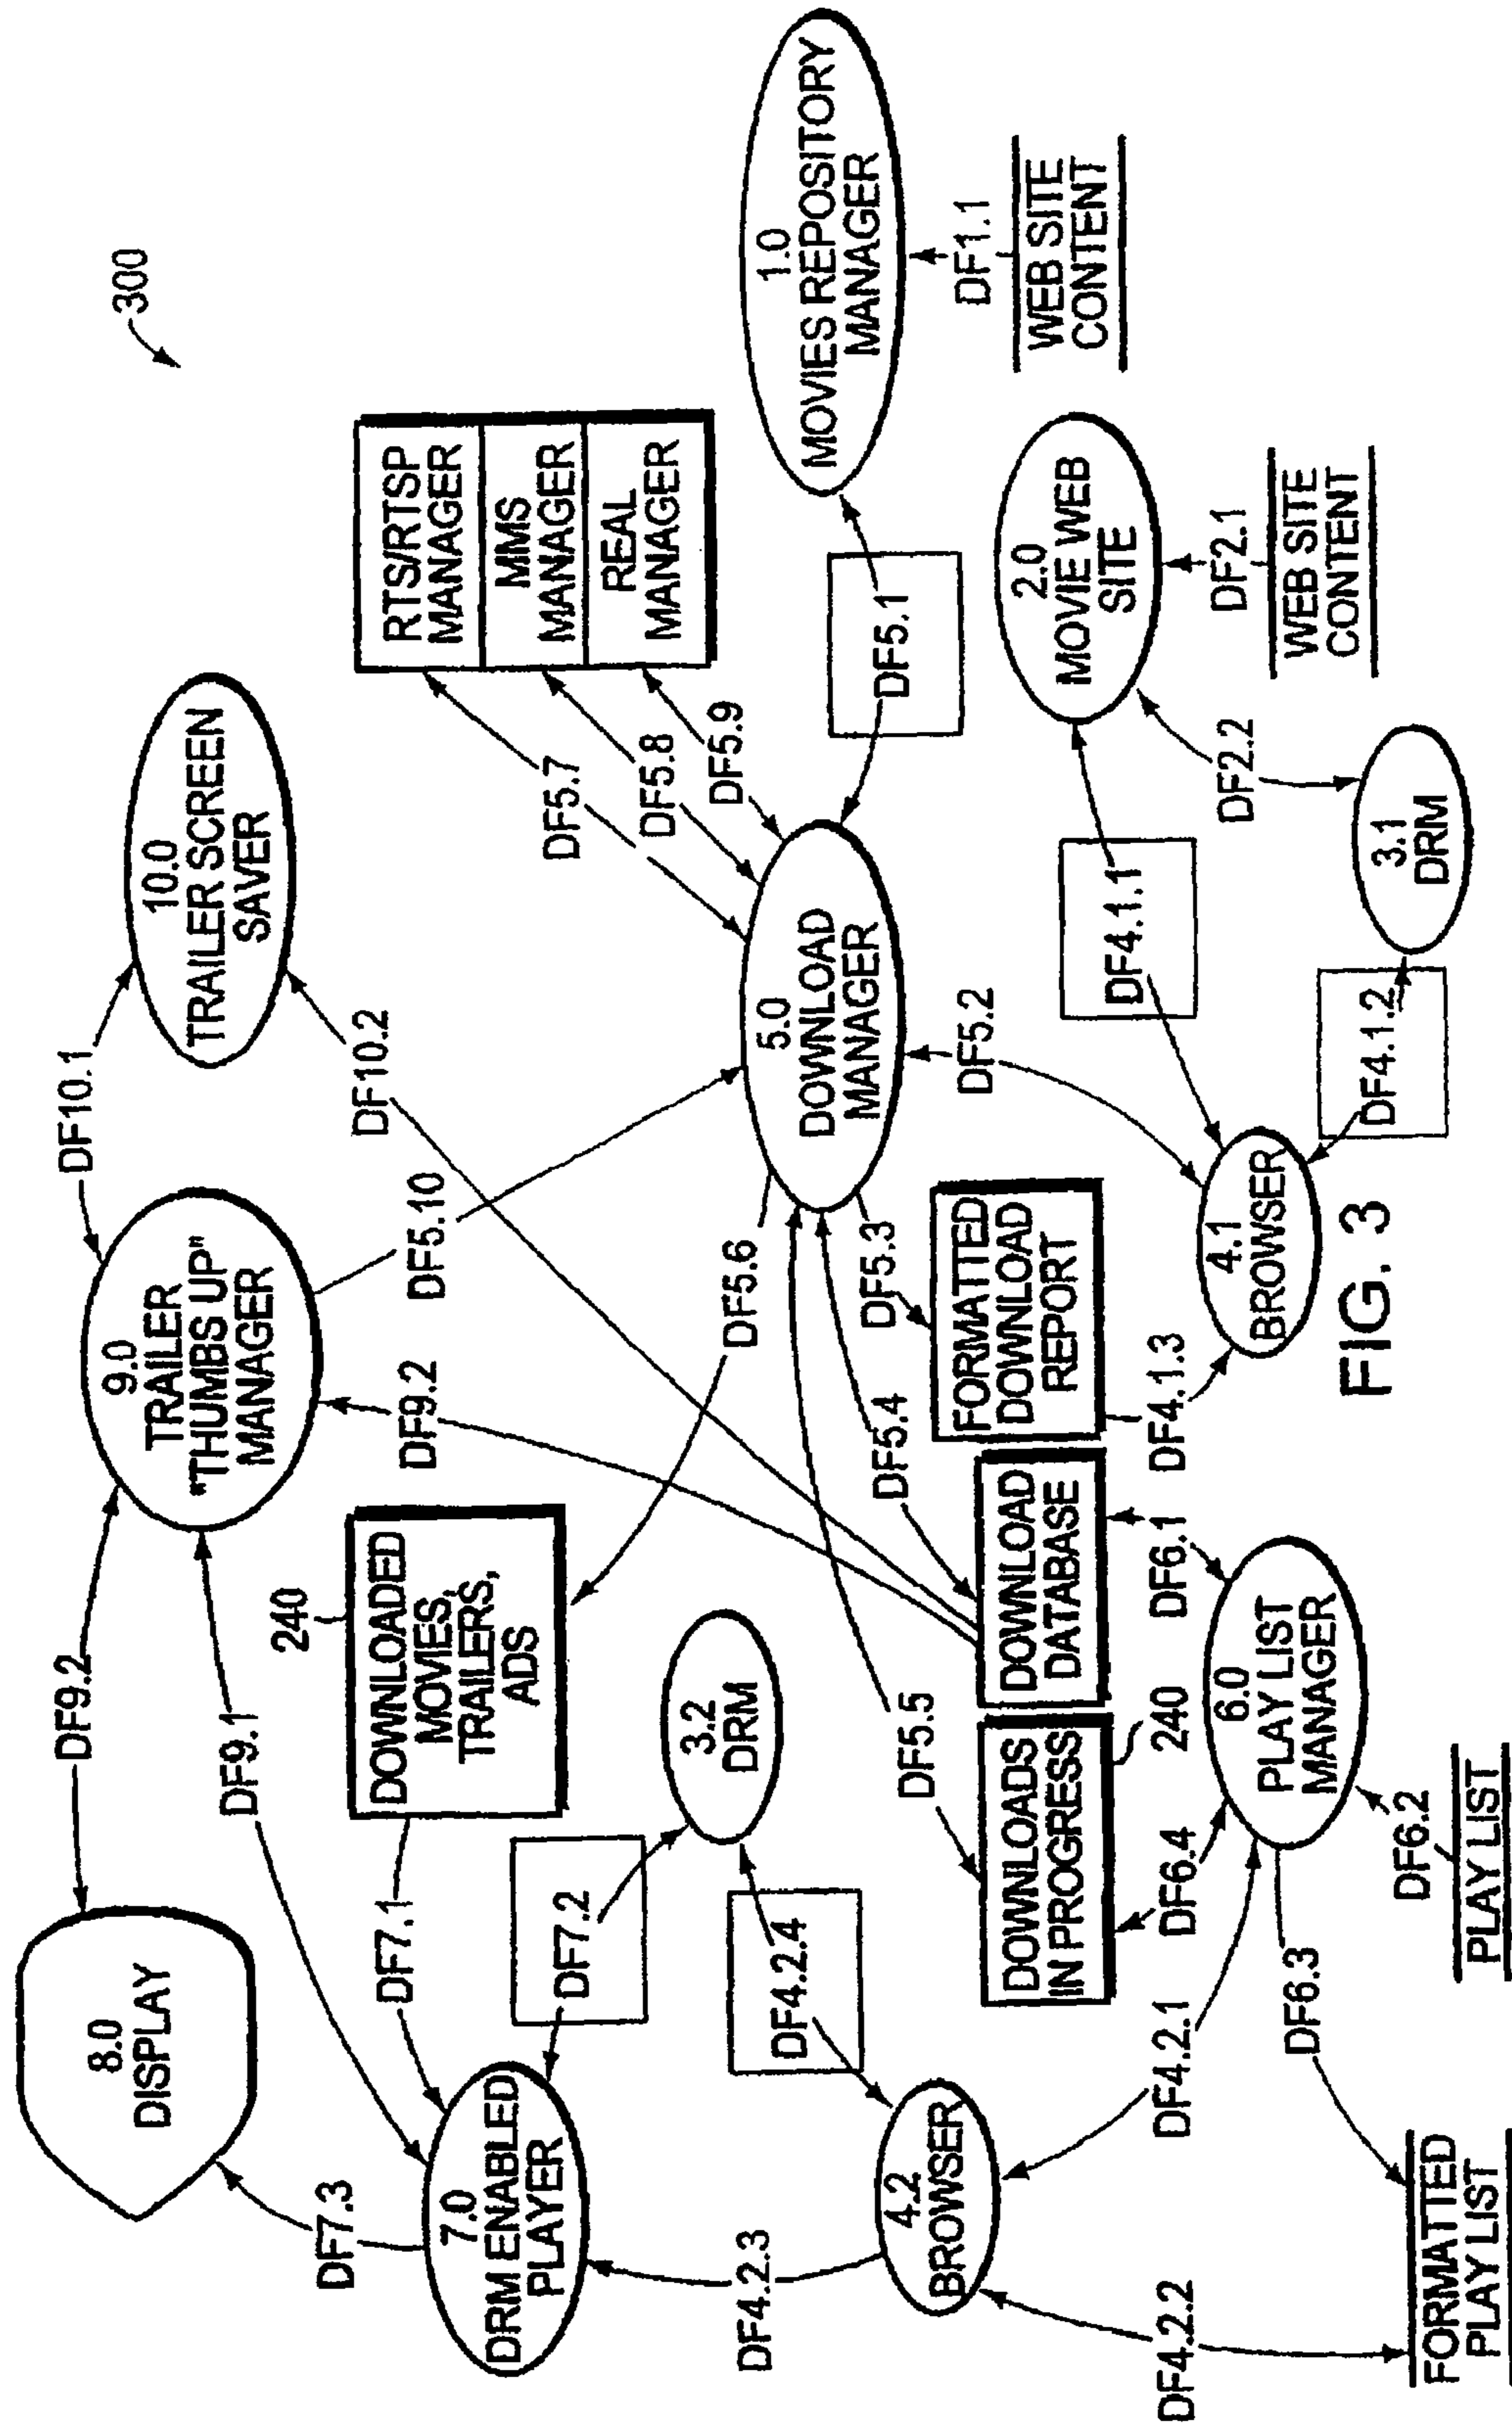 300
8.0
DISPLAY
DF9.2
9.0
TRAILER
"THUMBS UP"
MANAGER
DF10.1
10.0
TRAILER SCREEN
SAVER
DF7.3
DF9.1
240
DF9.2
DF5.10
DF10.2
RTS/RTSP
MANAGER
MMS
MANAGER
REAL
MANAGER
7.0
DRM ENABLED
PLAYER
DF7.1
DOWNLOADED
MOVIES,
TRAILERS,
ADS
DF5.7
DF5.8
DF5.9
DF7.2
3.2
DRM
DF5.6
5.0
DOWNLOAD
MANAGER
DF5.1
1.0
MOVIES REPOSITORY
MANAGER
DF4.2.3
DF4.2.4
DF5.5
DF5.4
DF5.3
DF5.2
DF1.1
WEB SITE
CONTENT
4.2
BROWSER
DOWNLOADS
IN PROGRESS
DOWNLOAD
DATABASE
FORMATTED
DOWNLOAD
REPORT
DF4.1.1
2.0
MOVIE WEB
SITE
DF4.2.2
DF4.2.1
DF6.4
240
DF6.1
DF4.1.3
4.1
BROWSER
DF2.2
DF2.1
WEB SITE
CONTENT
6.0
PLAY LIST
MANAGER
DF6.3
DF6.2
DF4.1.2
3.1
DRM
FORMATTED
PLAY LIST
PLAY LIST
FIG. 3